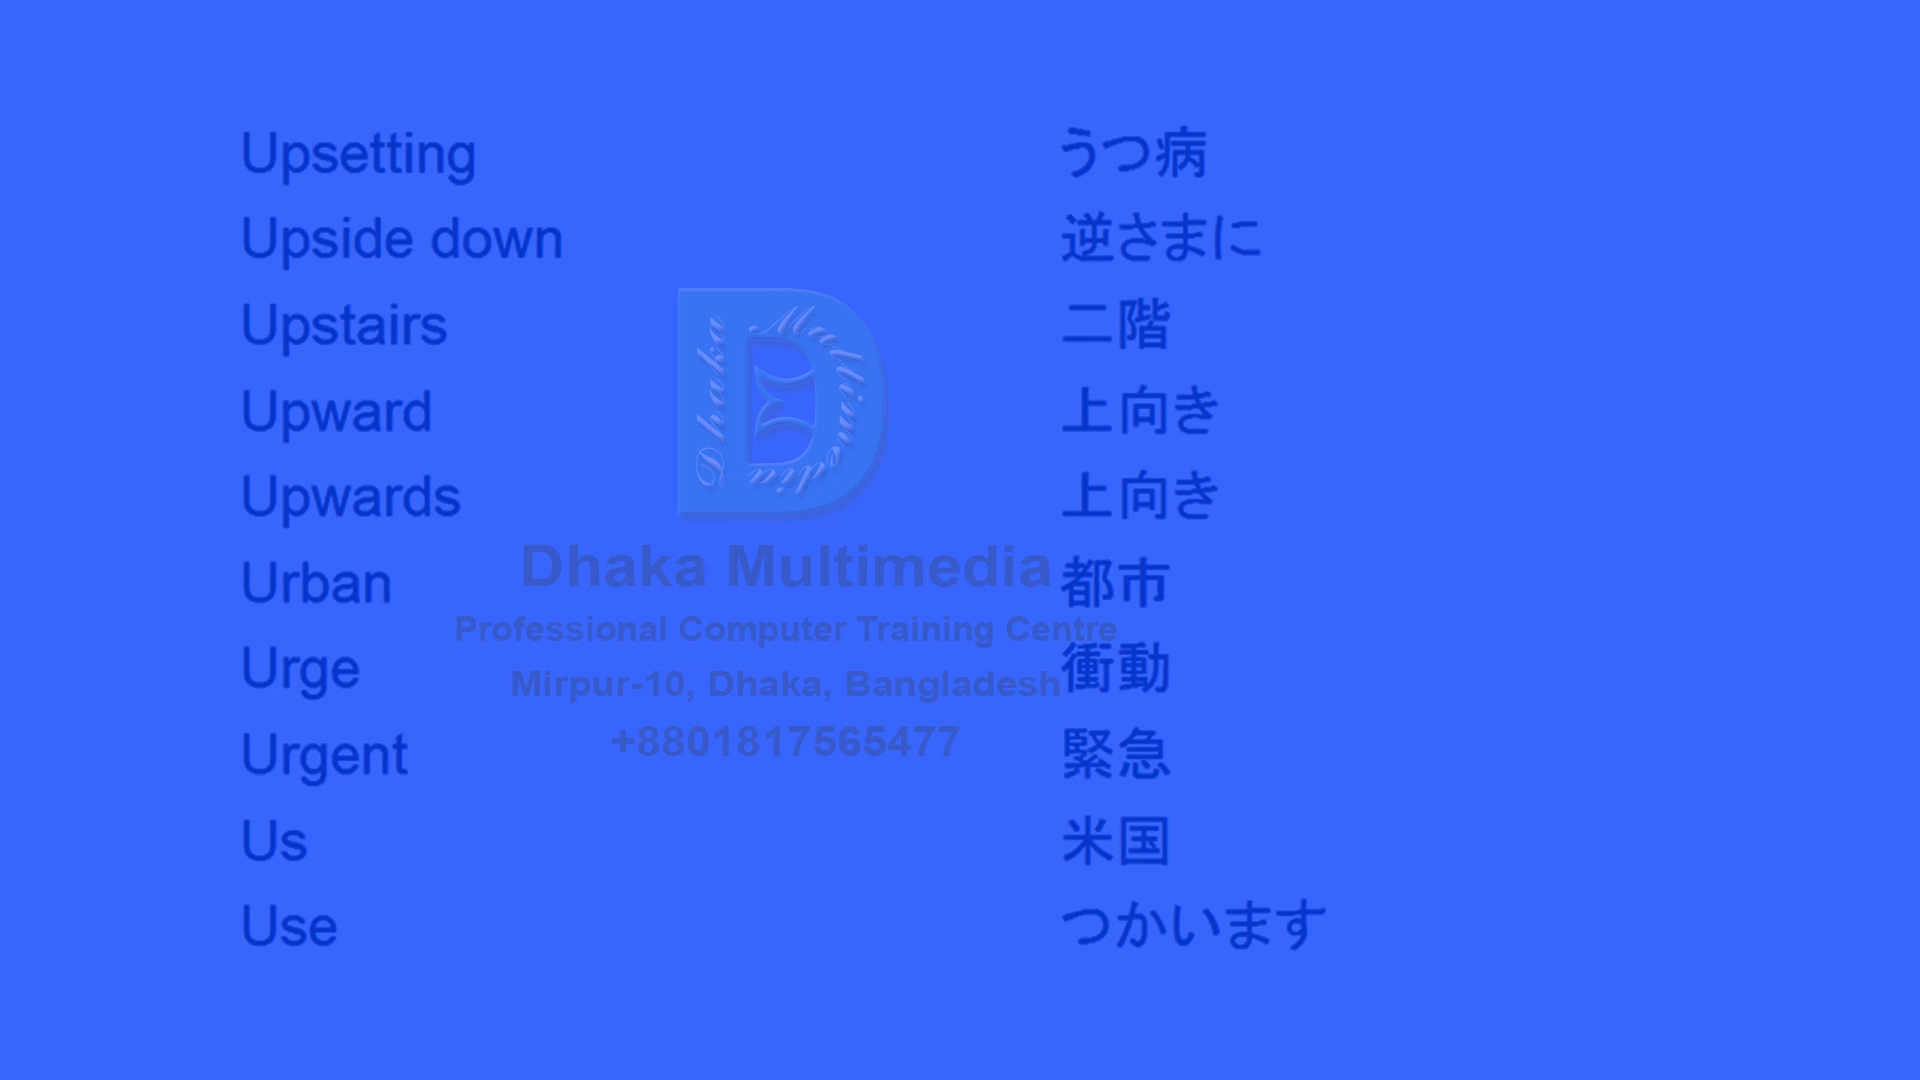 Upsetting うつ病
Upside down 逆さまに
Upstairs 二階
Dhaka Multimedia
Upward 上向き
Upwards 上向き
Dhaka Multimedia
Urban 都市
Professional Computer Training Centre
Urge 衝動
Mirpur-10, Dhaka, Bangladesh
Urgent 緊急
+8801817565477
Us 米国
Use つかいます